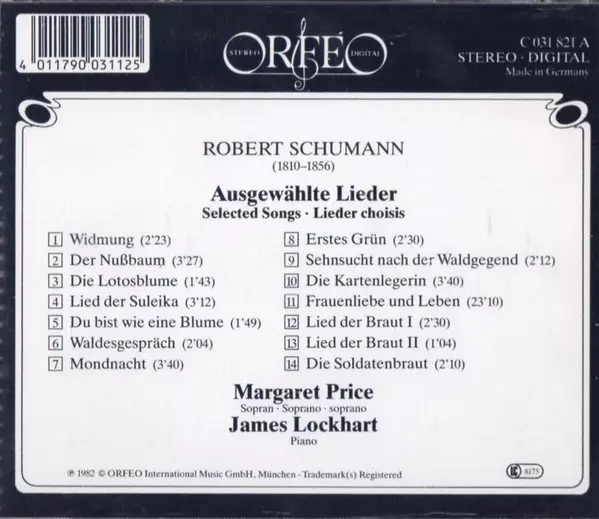 4 011790 031125
STEREO ORFEO DIGITAL
C 031 821 A
STEREO · DIGITAL
Made in Germany
ROBERT SCHUMANN
(1810–1856)
Ausgewählte Lieder
Selected Songs · Lieder choisis
1 Widmung (2'23)
2 Der Nußbaum (3'27)
3 Die Lotosblume (1'43)
4 Lied der Suleika (3'12)
5 Du bist wie eine Blume (1'49)
6 Waldesgespräch (2'04)
7 Mondnacht (3'40)
8 Erstes Grün (2'30)
9 Sehnsucht nach der Waldgegend (2'12)
10 Die Kartenlegerin (3'40)
11 Frauenliebe und Leben (23'10)
12 Lied der Braut I (2'30)
13 Lied der Braut II (1'04)
14 Die Soldatenbraut (2'10)
Margaret Price
Sopran · Soprano · soprano
James Lockhart
Piano
℗ 1982 © ORFEO International Music GmbH, München · Trademark(s) Registered
LC 8175